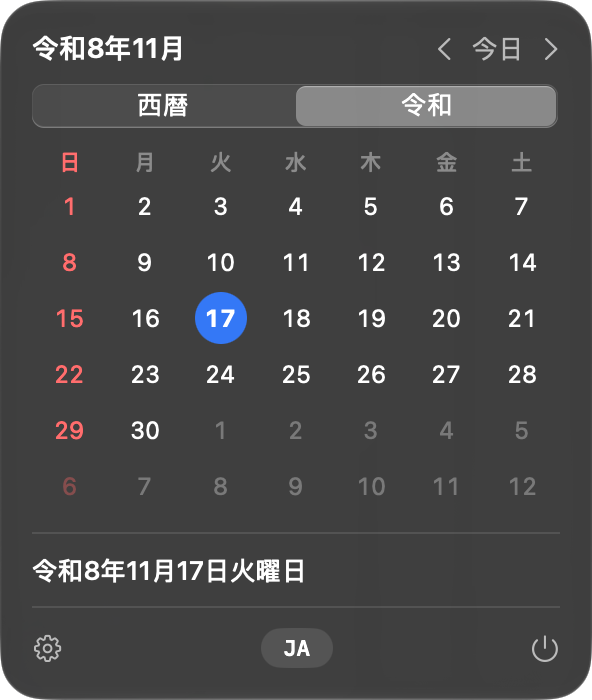 令和8年11月 今日
西暦 令和
日 月 火 水 木 金 土
1 2 3 4 5 6 7
8 9 10 11 12 13 14
15 16 17 18 19 20 21
22 23 24 25 26 27 28
29 30 1 2 3 4 5
6 7 8 9 10 11 12
令和8年11月17日火曜日
JA